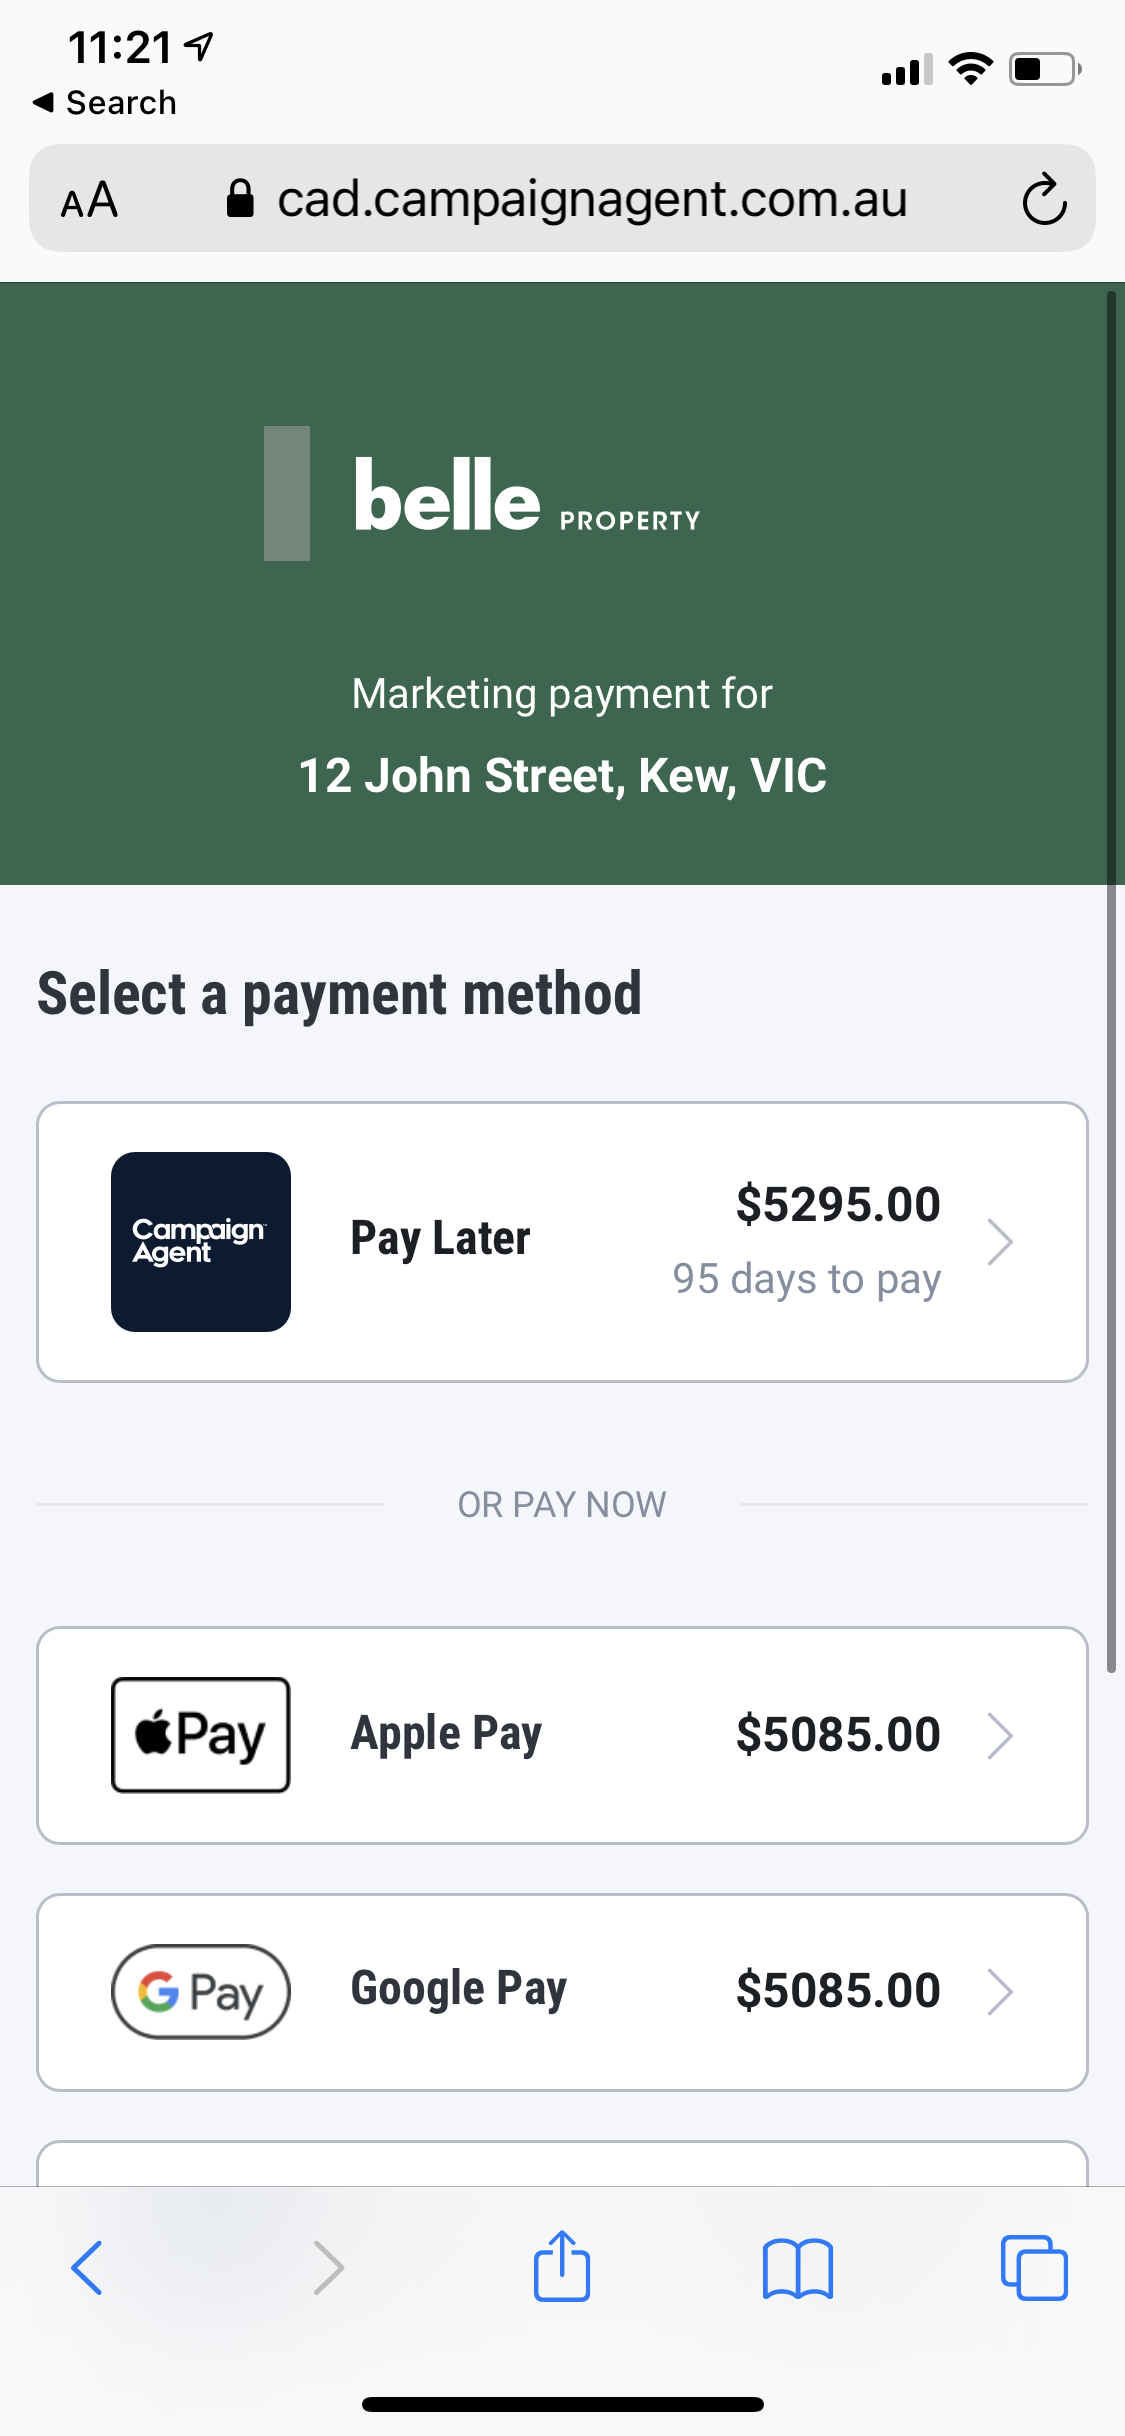 11:21
Search
AA cad.campaignagent.com.au
belle PROPERTY
Marketing payment for
12 John Street, Kew, VIC
Select a payment method
Campaign
Agent
Pay Later
$5295.00
95 days to pay
OR PAY NOW
Pay Apple Pay $5085.00
G Pay Google Pay $5085.00